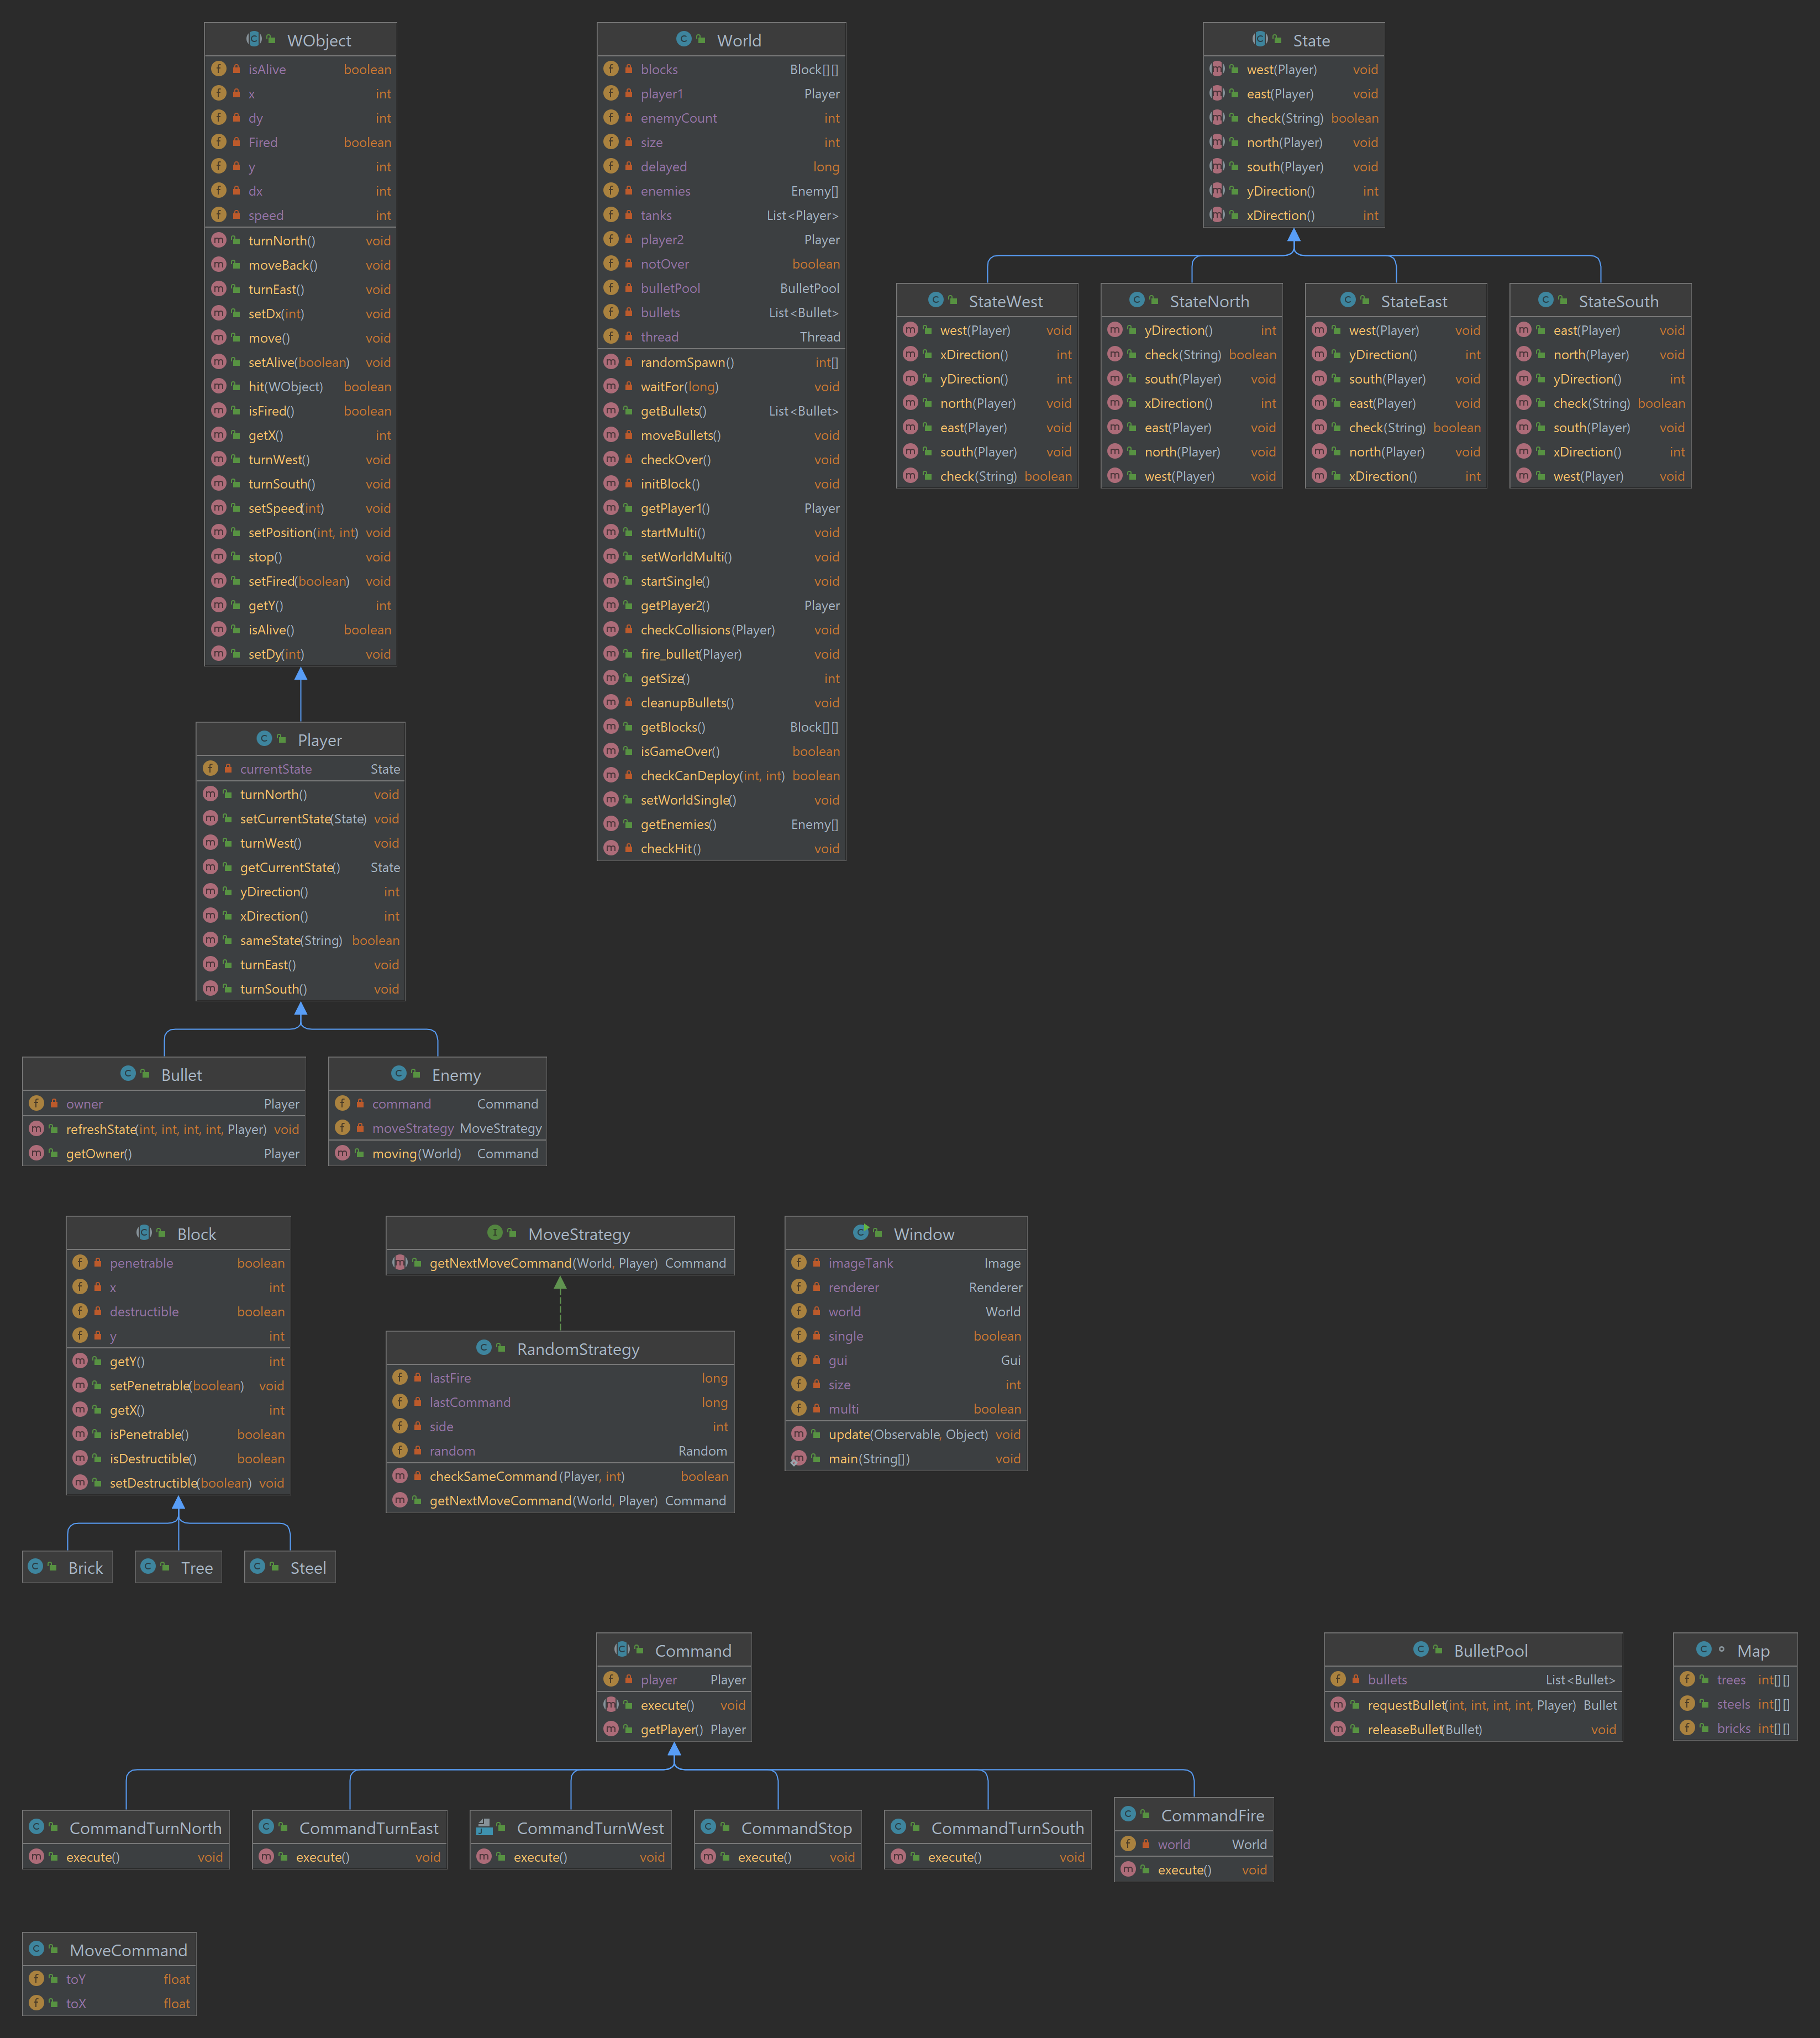 WObject
isAlive boolean
x int
dy int
Fired boolean
y int
dx int
speed int
turnNorth() void
moveBack() void
turnEast() void
setDx(int) void
move() void
setAlive(boolean) void
hit(WObject) boolean
isFired() boolean
getX() int
turnWest() void
turnSouth() void
setSpeed(int) void
setPosition(int, int) void
stop() void
setFired(boolean) void
getY() int
isAlive() boolean
setDy(int) void
World
blocks Block[][]
player1 Player
enemyCount int
size int
delayed long
enemies Enemy[]
tanks List<Player>
player2 Player
notOver boolean
bulletPool BulletPool
bullets List<Bullet>
thread Thread
randomSpawn() int[]
waitFor(long) void
getBullets() List<Bullet>
moveBullets() void
checkOver() void
initBlock() void
getPlayer1() Player
startMulti() void
setWorldMulti() void
startSingle() void
getPlayer2() Player
checkCollisions(Player) void
fire_bullet(Player) void
getSize() int
cleanupBullets() void
getBlocks() Block[][]
isGameOver() boolean
checkCanDeploy(int, int) boolean
setWorldSingle() void
getEnemies() Enemy[]
checkHit() void
State
west(Player) void
east(Player) void
check(String) boolean
north(Player) void
south(Player) void
yDirection() int
xDirection() int
StateWest
west(Player) void
xDirection() int
yDirection() int
north(Player) void
east(Player) void
south(Player) void
check(String) boolean
StateNorth
yDirection() int
check(String) boolean
south(Player) void
xDirection() int
east(Player) void
north(Player) void
west(Player) void
StateEast
west(Player) void
yDirection() int
south(Player) void
east(Player) void
check(String) boolean
north(Player) void
xDirection() int
StateSouth
east(Player) void
north(Player) void
yDirection() int
check(String) boolean
south(Player) void
xDirection() int
west(Player) void
Player
currentState State
turnNorth() void
setCurrentState(State) void
turnWest() void
getCurrentState() State
yDirection() int
xDirection() int
sameState(String) boolean
turnEast() void
turnSouth() void
Bullet
owner Player
refreshState(int, int, int, int, Player) void
getOwner() Player
Enemy
command Command
moveStrategy MoveStrategy
moving(World) Command
Block
penetrable boolean
x int
destructible boolean
y int
getY() int
setPenetrable(boolean) void
getX() int
isPenetrable() boolean
isDestructible() boolean
setDestructible(boolean) void
Brick
Tree
Steel
MoveStrategy
getNextMoveCommand(World, Player) Command
RandomStrategy
lastFire long
lastCommand long
side int
random Random
checkSameCommand(Player, int) boolean
getNextMoveCommand(World, Player) Command
Window
imageTank Image
renderer Renderer
world World
single boolean
gui Gui
size int
multi boolean
update(Observable, Object) void
main(String[]) void
Command
player Player
execute() void
getPlayer() Player
BulletPool
bullets List<Bullet>
requestBullet(int, int, int, int, Player) Bullet
releaseBullet(Bullet) void
Map
trees int[][]
steels int[][]
bricks int[][]
CommandTurnNorth
execute() void
CommandTurnEast
execute() void
CommandTurnWest
execute() void
CommandStop
execute() void
CommandTurnSouth
execute() void
CommandFire
world World
execute() void
MoveCommand
toY float
toX float